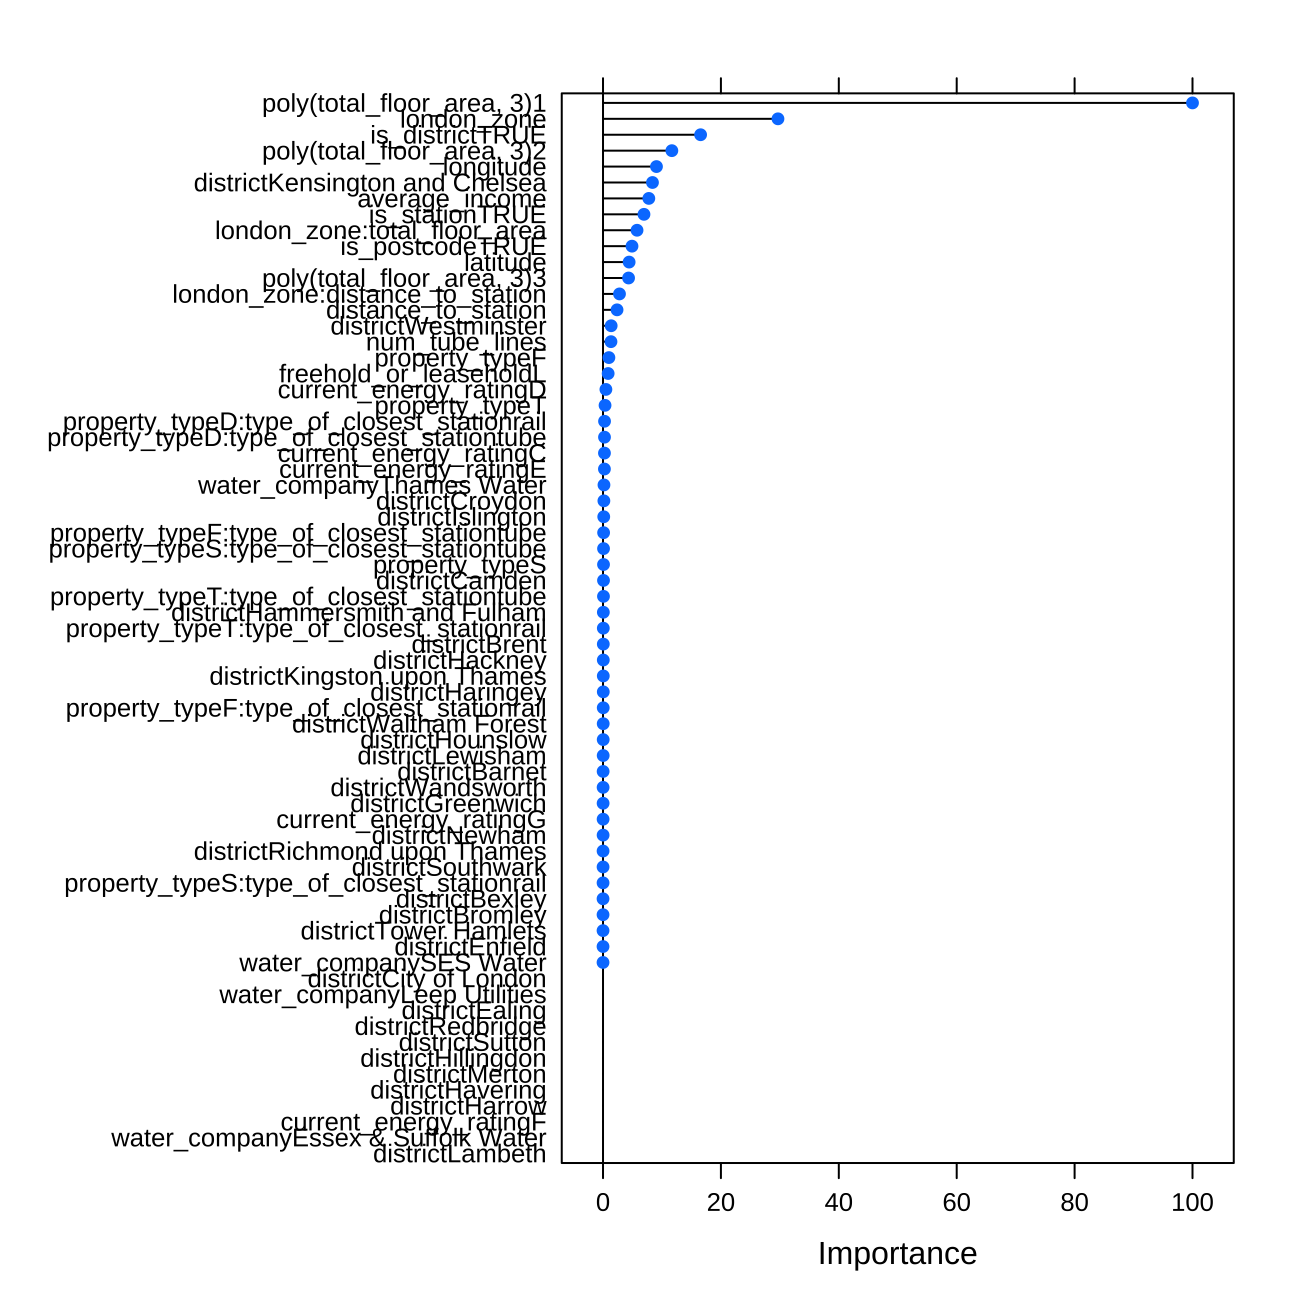 poly(total_floor_area, 3)1
london_zone
is_districtTRUE
poly(total_floor_area, 3)2
longitude
districtKensington and Chelsea
average_income
is_stationTRUE
london_zone:total_floor_area
is_postcodeTRUE
latitude
poly(total_floor_area, 3)3
london_zone:distance_to_station
distance_to_station
districtWestminster
num_tube_lines
property_typeF
freehold_or_leaseholdL
current_energy_ratingD
property_typeT
property_typeD:type_of_closest_stationrail
property_typeD:type_of_closest_stationtube
current_energy_ratingC
current_energy_ratingE
water_companyThames Water
districtCroydon
districtIslington
property_typeF:type_of_closest_stationtube
property_typeS:type_of_closest_stationtube
property_typeS
districtCamden
property_typeT:type_of_closest_stationtube
districtHammersmith and Fulham
property_typeT:type_of_closest_stationrail
districtBrent
districtHackney
districtKingston upon Thames
districtHaringey
property_typeF:type_of_closest_stationrail
districtWaltham Forest
districtHounslow
districtLewisham
districtBarnet
districtWandsworth
districtGreenwich
current_energy_ratingG
districtNewham
districtRichmond upon Thames
districtSouthwark
property_typeS:type_of_closest_stationrail
districtBexley
districtBromley
districtTower Hamlets
districtEnfield
water_companySES Water
districtCity of London
water_companyLeep Utilities
districtEaling
districtRedbridge
districtSutton
districtHillingdon
districtMerton
districtHavering
districtHarrow
current_energy_ratingF
water_companyEssex & Suffolk Water
districtLambeth
0 20 40 60 80 100
Importance